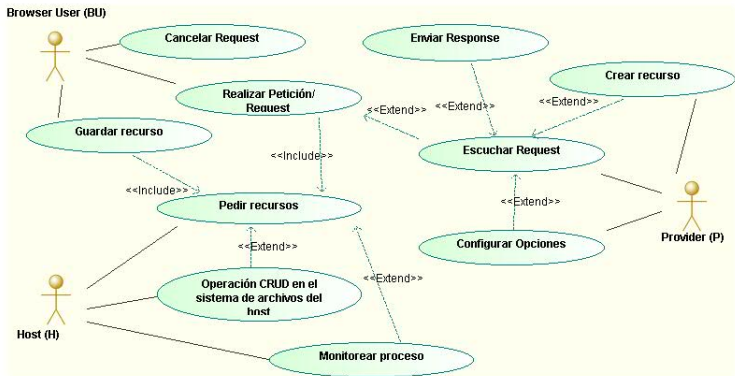 Browser User (BU)
Cancelar Request
Enviar Response
Crear recurso
Realizar Petición/
Request
<<Extend>>
<<Extend>>
<<Extend>>
Guardar recurso
Escuchar Request
<<Include>>
<<Include>>
<<Extend>>
Pedir recursos
Provider (P)
Configurar Opciones
<<Extend>>
Operación CRUD en el
sistema de archivos del
host
<<Extend>>
Host (H)
Monitorear proceso